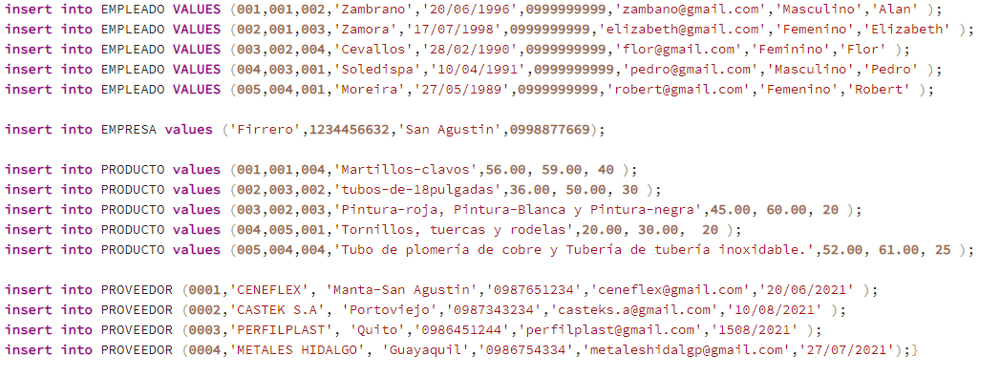 insert into EMPLEADO VALUES (001,001,002,'Zambrano','20/06/1996',0999999999,'zambano@gmail.com','Masculino','Alan' );
insert into EMPLEADO VALUES (002,001,003,'Zamora','17/07/1998',0999999999,'elizabeth@gmail.com','Femenino','Elizabeth' );
insert into EMPLEADO VALUES (003,002,004,'Cevallos','28/02/1990',0999999999,'flor@gmail.com','Feminino','Flor' );
insert into EMPLEADO VALUES (004,003,001,'Soledispa','10/04/1991',0999999999,'pedro@gmail.com','Masculino','Pedro' );
insert into EMPLEADO VALUES (005,004,001,'Moreira','27/05/1989',0999999999,'robert@gmail.com','Femenino','Robert' );
insert into EMPRESA values ('Firrero',1234456632,'San Agustin',0998877669);
insert into PRODUCTO values (001,001,004,'Martillos-clavos',56.00, 59.00, 40 );
insert into PRODUCTO values (002,003,002,'tubos-de-18pulgadas',36.00, 50.00, 30 );
insert into PRODUCTO values (003,002,003,'Pintura-roja, Pintura-Blanca y Pintura-negra',45.00, 60.00, 20 );
insert into PRODUCTO values (004,005,001,'Tornillos, tuercas y rodelas',20.00, 30.00,  20 );
insert into PRODUCTO values (005,004,004,'Tubo de plomería de cobre y Tubería de tubería inoxidable.',52.00, 61.00, 25 );
insert into PROVEEDOR (0001,'CENEFLEX', 'Manta-San Agustin','0987651234','ceneflex@gmail.com','20/06/2021' );
insert into PROVEEDOR (0002,'CASTEK S.A', 'Portoviejo','0987343234','casteks.a@gmail.com','10/08/2021' );
insert into PROVEEDOR (0003,'PERFILPLAST', 'Quito','0986451244','perfilplast@gmail.com','1508/2021' );
insert into PROVEEDOR (0004,'METALES HIDALGO', 'Guayaquil','0986754334','metaleshidalgp@gmail.com','27/07/2021');}